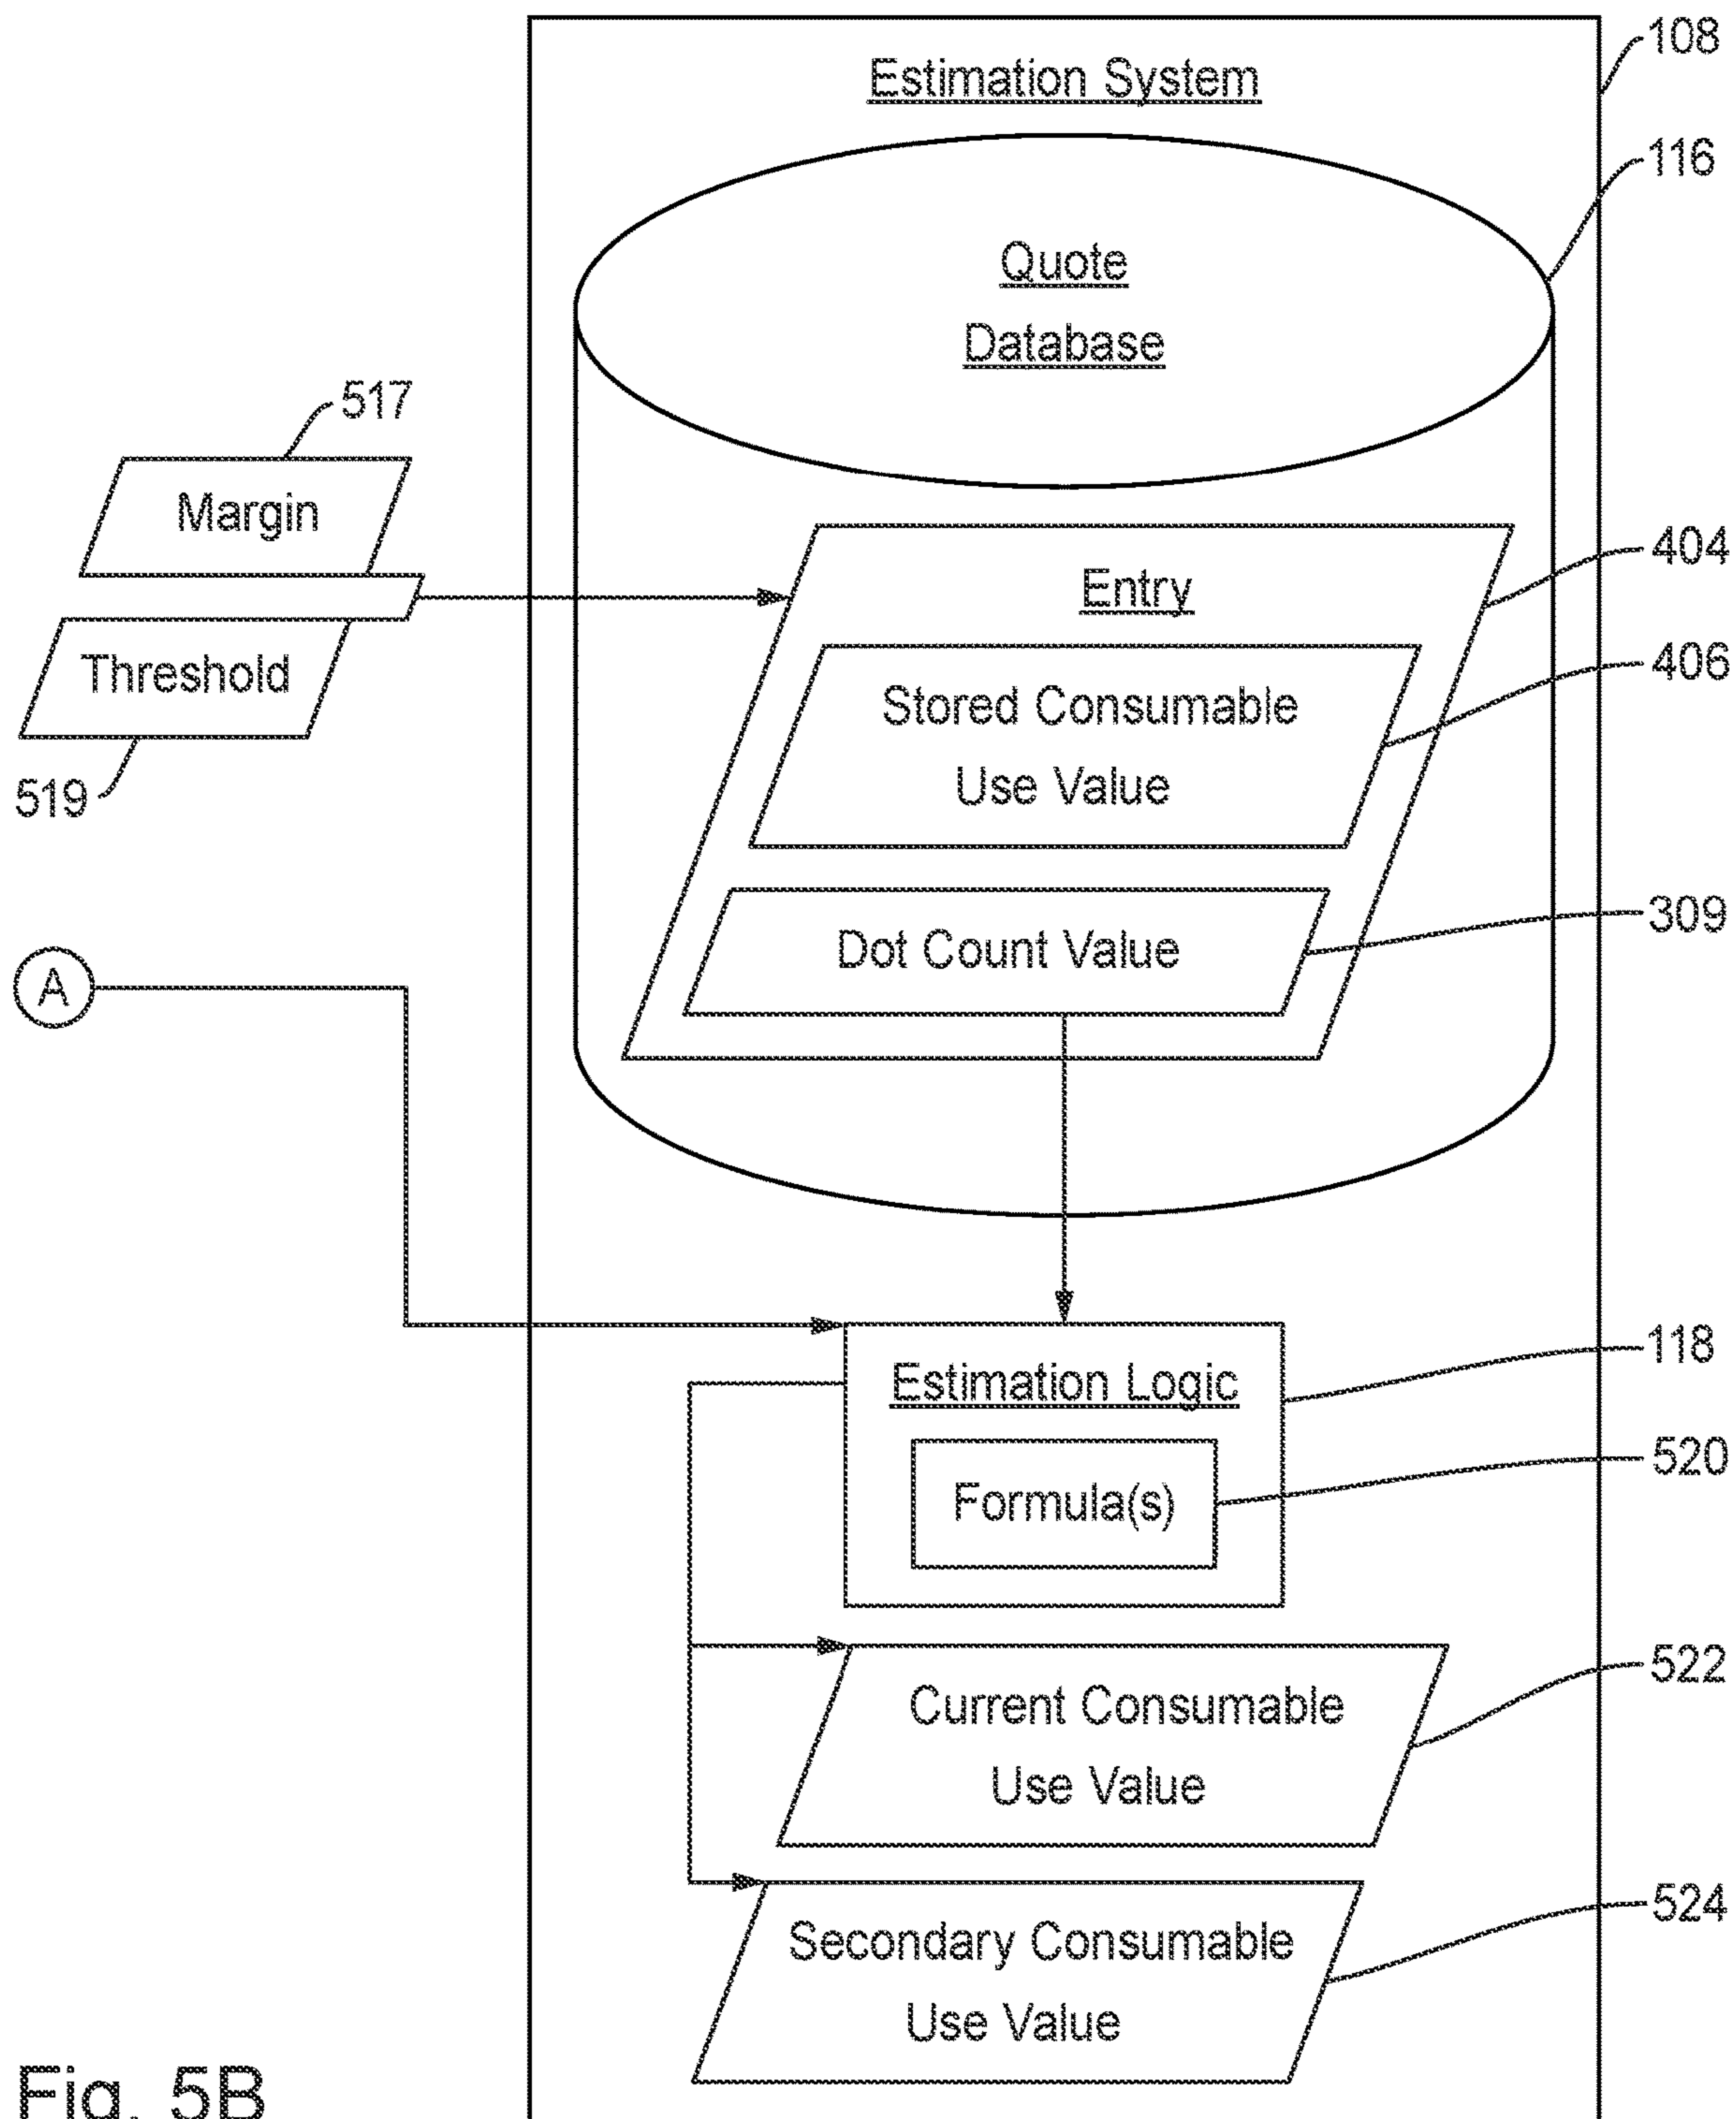 Estimation System
108
116
Quote
Database
517
Margin
404
Entry
406
Threshold
Stored Consumable
Use Value
519
309
Dot Count Value
A
118
Estimation Logic
520
Formula(s)
522
Current Consumable
Use Value
524
Secondary Consumable
Use Value
Fig. 5B